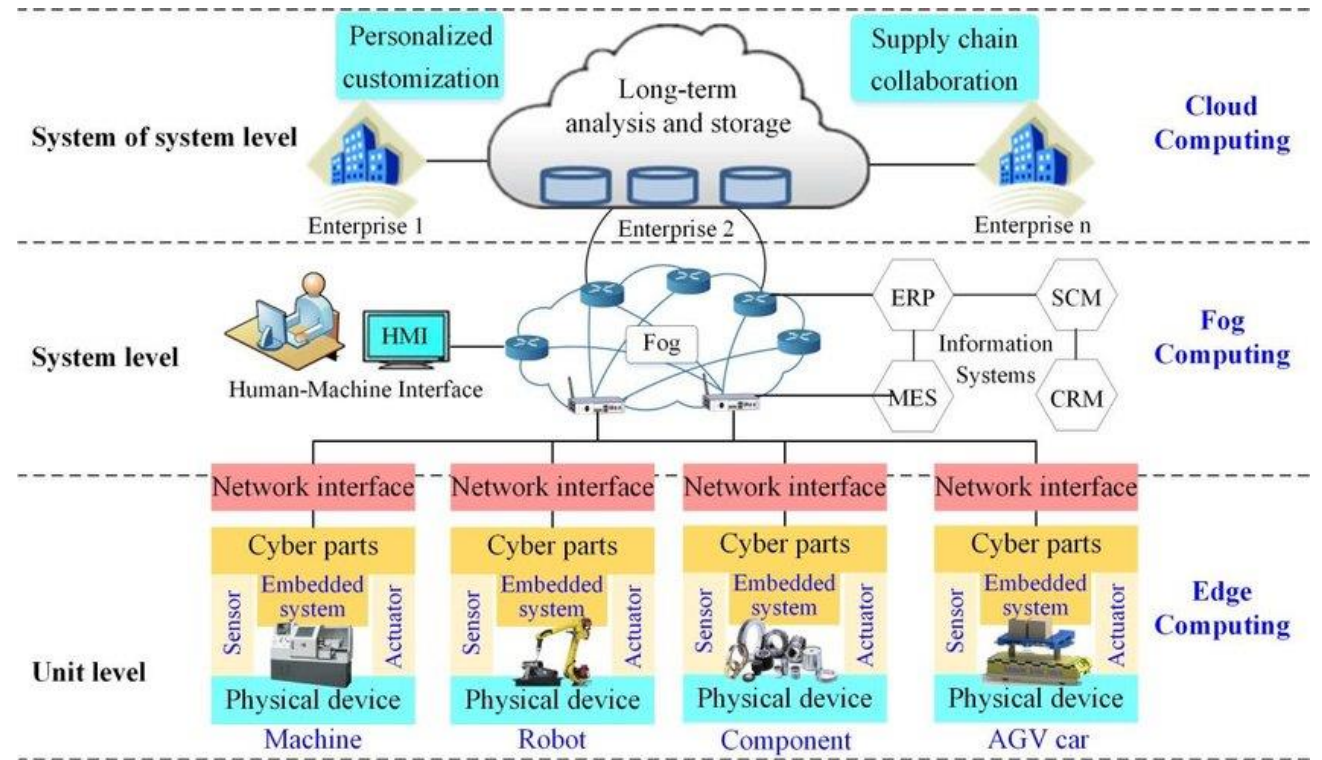 Personalized
customization
Supply chain
collaboration
Long-term
analysis and storage
System of system level
Cloud
Computing
Enterprise 1
Enterprise 2
Enterprise n
HMI
Human-Machine Interface
Fog
ERP
SCM
Information
Systems
MES
CRM
System level
Fog
Computing
Network interface
Network interface
Network interface
Network interface
Cyber parts
Cyber parts
Cyber parts
Cyber parts
Sensor
Embedded
system
Actuator
Sensor
Embedded
system
Actuator
Sensor
Embedded
system
Actuator
Sensor
Embedded
system
Actuator
Edge
Computing
Unit level
Physical device
Physical device
Physical device
Physical device
Machine
Robot
Component
AGV car